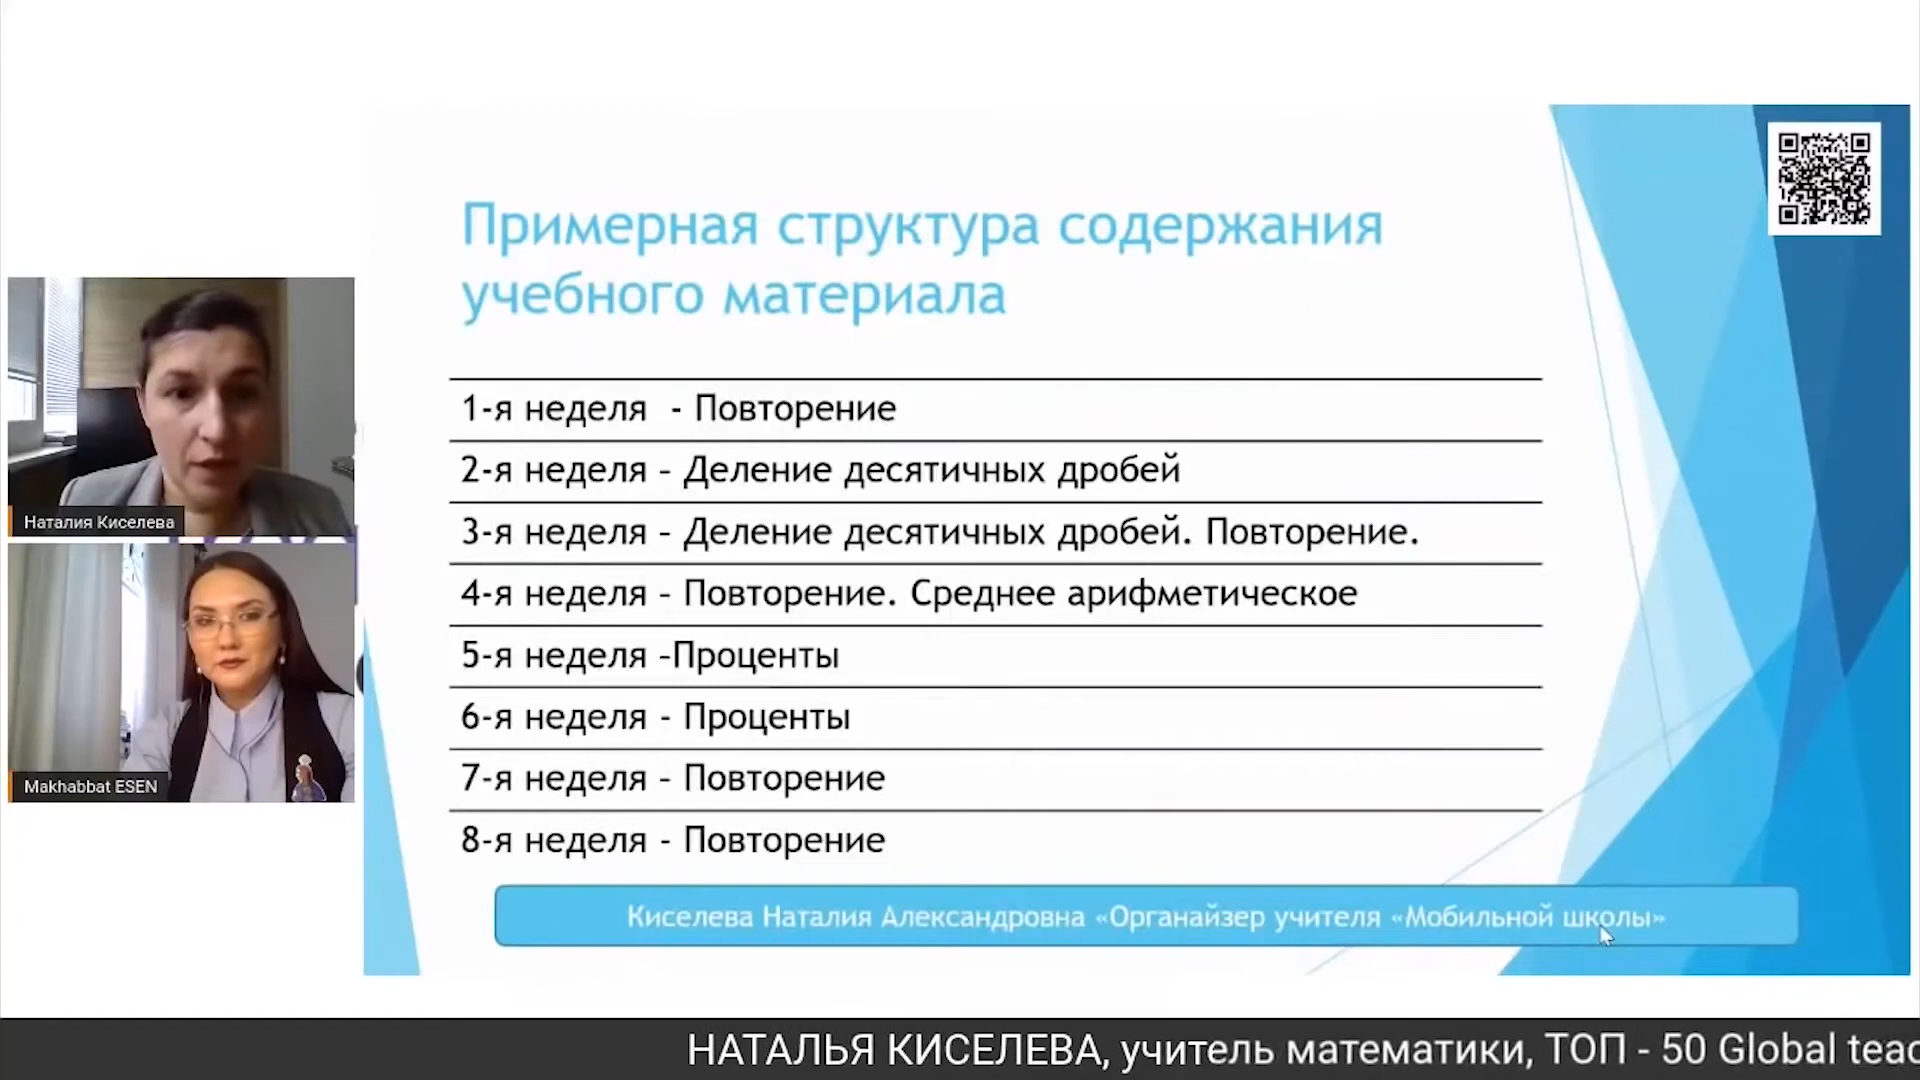 Примерная структура содержания
учебного материала
1-я неделя - Повторение
2-я неделя – Деление десятичных дробей
3-я неделя – Деление десятичных дробей. Повторение.
4-я неделя – Повторение. Среднее арифметическое
5-я неделя –Проценты
6-я неделя - Проценты
7-я неделя – Повторение
8-я неделя - Повторение
Киселева Наталия Александровна «Органайзер учителя «Мобильной школы»
Наталия Киселева
Makhabbat ESEN
НАТАЛЬЯ КИСЕЛЕВА, учитель математики, ТОП - 50 Global teac